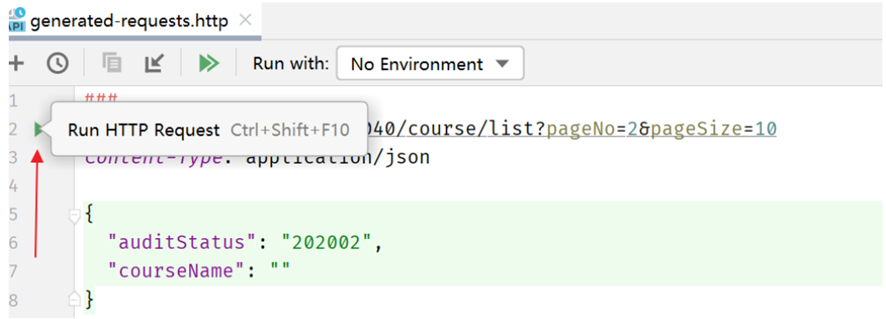 API generated-requests.http
Run with: No Environment
1 ###
2 Run HTTP Request Ctrl+Shift+F10 040/course/list?pageNo=2&pageSize=10
3 Content-Type: application/json
4
5 {
6 "auditStatus": "202002",
7 "courseName": ""
8 }